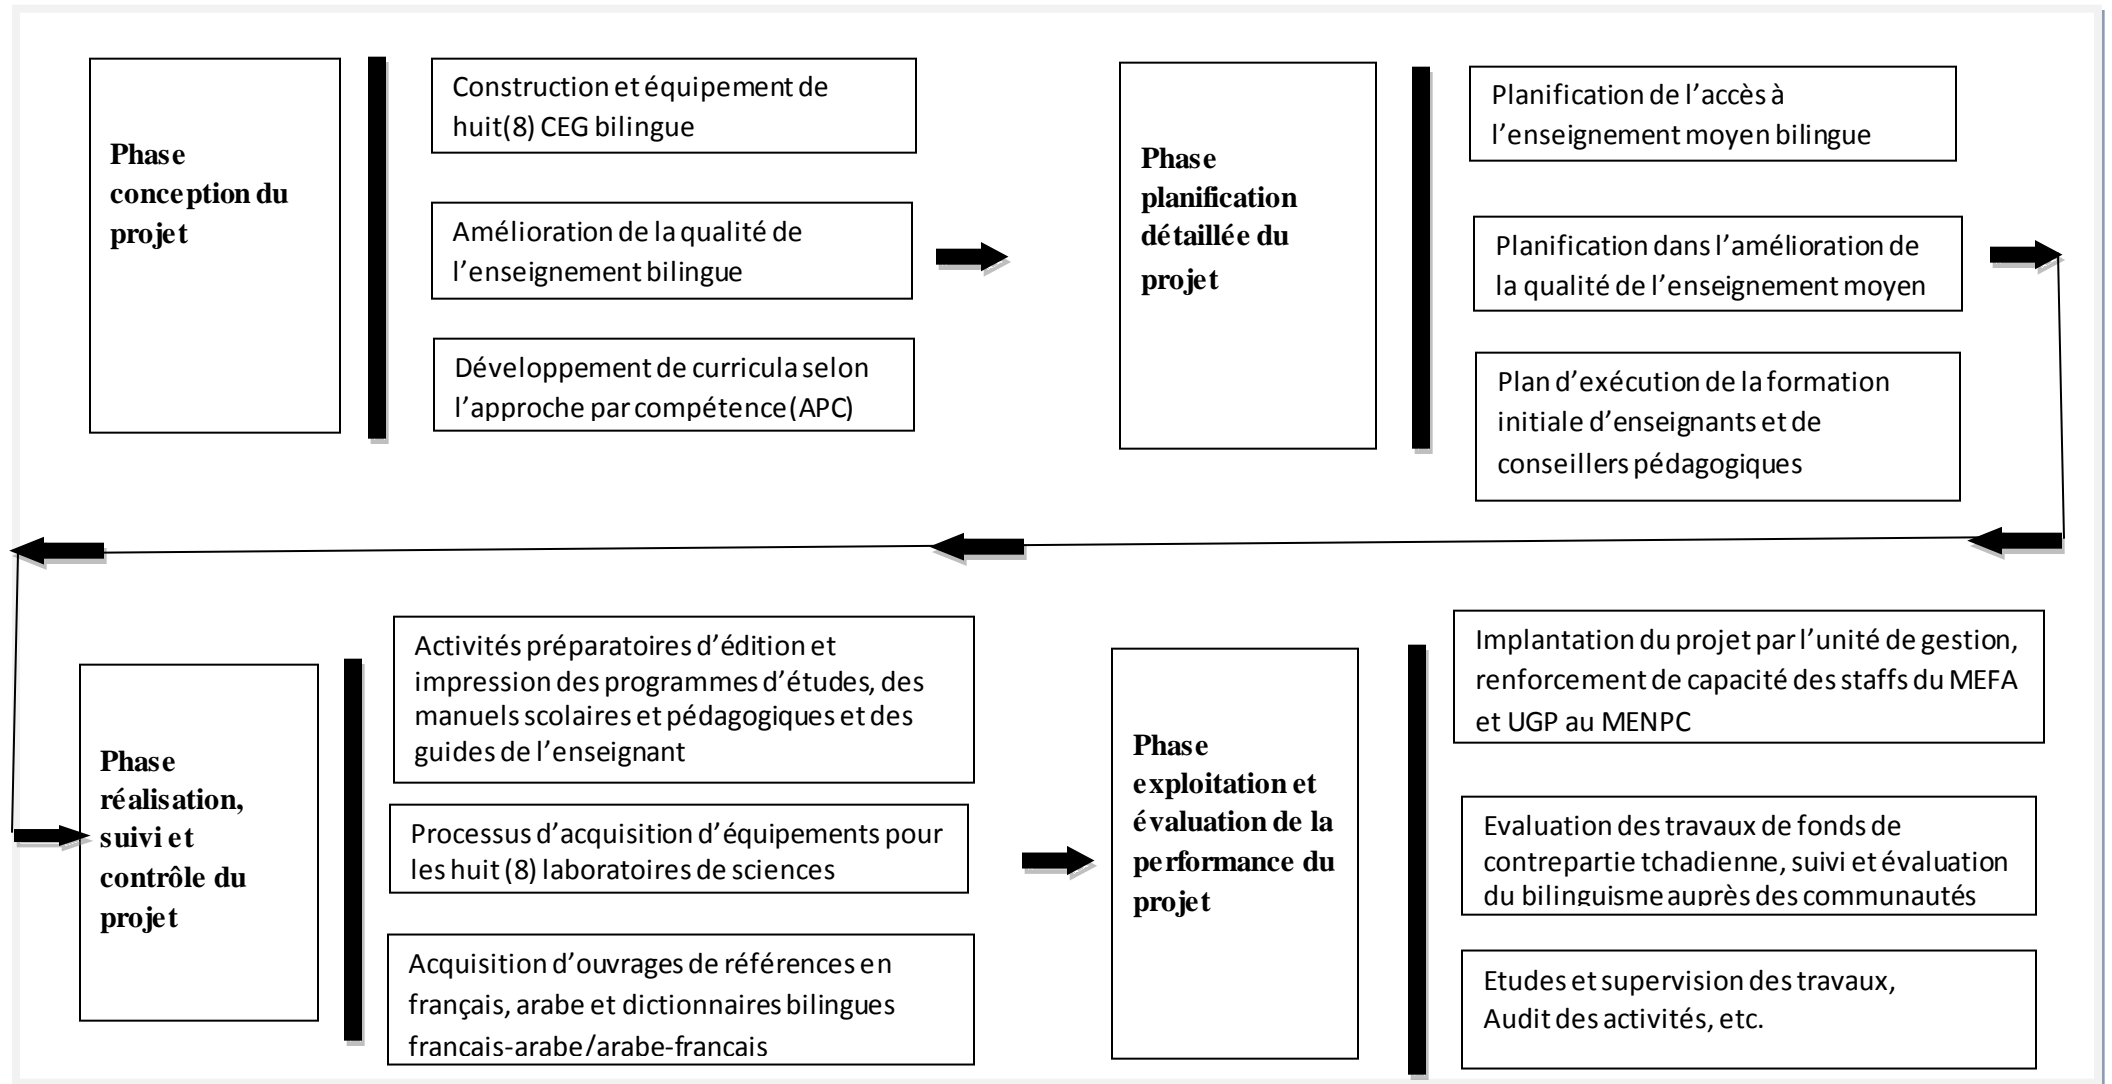 Phase
conception du
projet
Construction et équipement de
huit(8) CEG bilingue
Amélioration de la qualité de
l’enseignement bilingue
Développement de curricula selon
l’approche par compétence (APC)
Phase
planification
détaillée du
projet
Planification de l’accès à
l’enseignement moyen bilingue
Planification dans l’amélioration de
la qualité de l’enseignement moyen
Plan d’exécution de la formation
initiale d’enseignants et de
conseillers pédagogiques
Phase
réalisation,
suivi et
contrôle du
projet
Activités préparatoires d’édition et
impression des programmes d’études, des
manuels scolaires et pédagogiques et des
guides de l’enseignant
Processus d’acquisition d’équipements pour
les huit (8) laboratoires de sciences
Acquisition d’ouvrages de références en
français, arabe et dictionnaires bilingues
français-arabe/arabe-français
Phase
exploitation et
évaluation de la
performance du
projet
Implantation du projet par l’unité de gestion,
renforcement de capacité des staffs du MEFA
et UGP au MENPC
Evaluation des travaux de fonds de
contrepartie tchadienne, suivi et évaluation
du bilinguisme auprès des communautés
Etudes et supervision des travaux,
Audit des activités, etc.